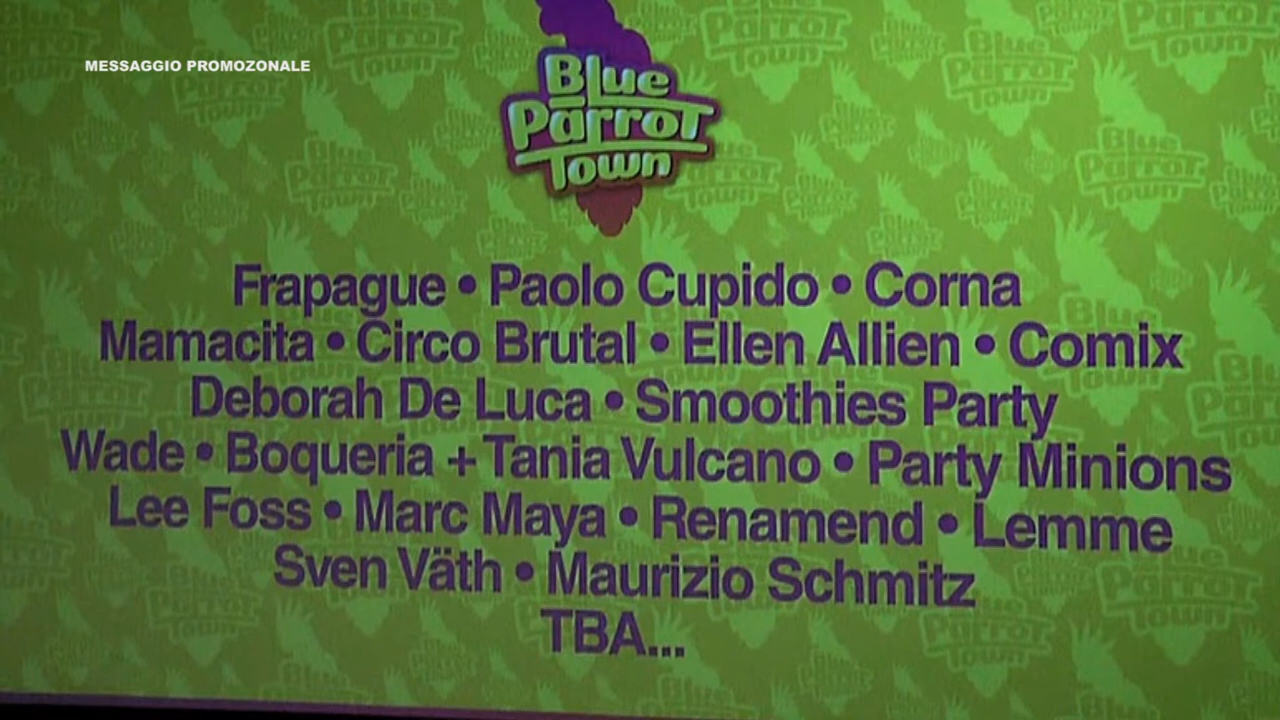 MESSAGGIO PROMOZONALE
Blue
Parrot
Town
Frapague • Paolo Cupido • Corna
Mamacita • Circo Brutal • Ellen Allien • Comix
Deborah De Luca • Smoothies Party
Wade • Boqueria + Tania Vulcano • Party Minions
Lee Foss • Marc Maya • Renamend • Lemme
Sven Väth • Maurizio Schmitz
TBA...